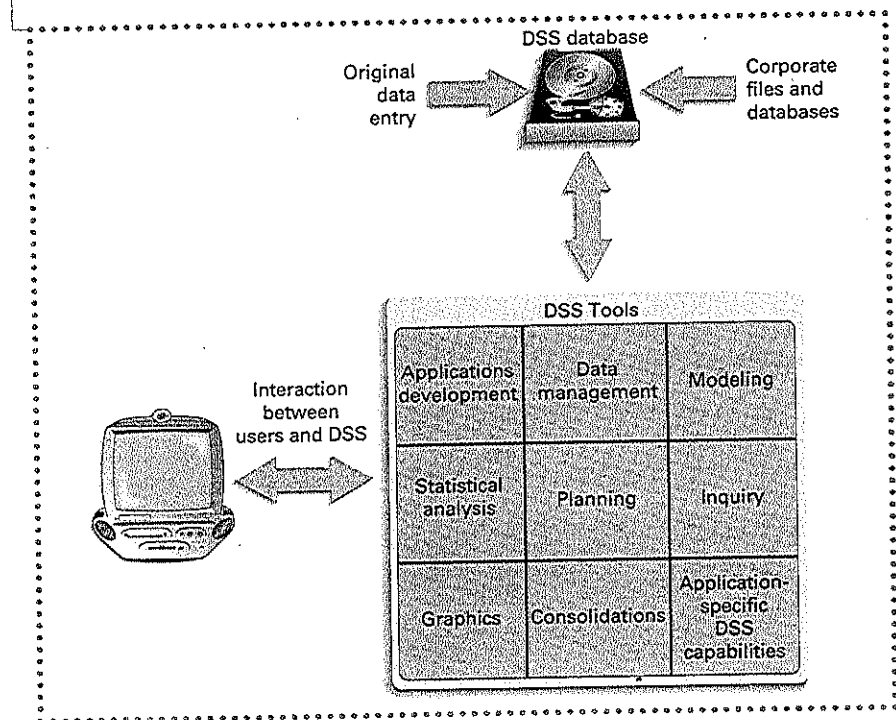 DSS database
Original
data
entry
Corporate
files and
databases
DSS Tools
Applications
development
Data
management
Modeling
Interaction
between
users and DSS
Statistical
analysis
Planning
Inquiry
Graphics
Consolidations
Application-
specific
DSS
capabilities